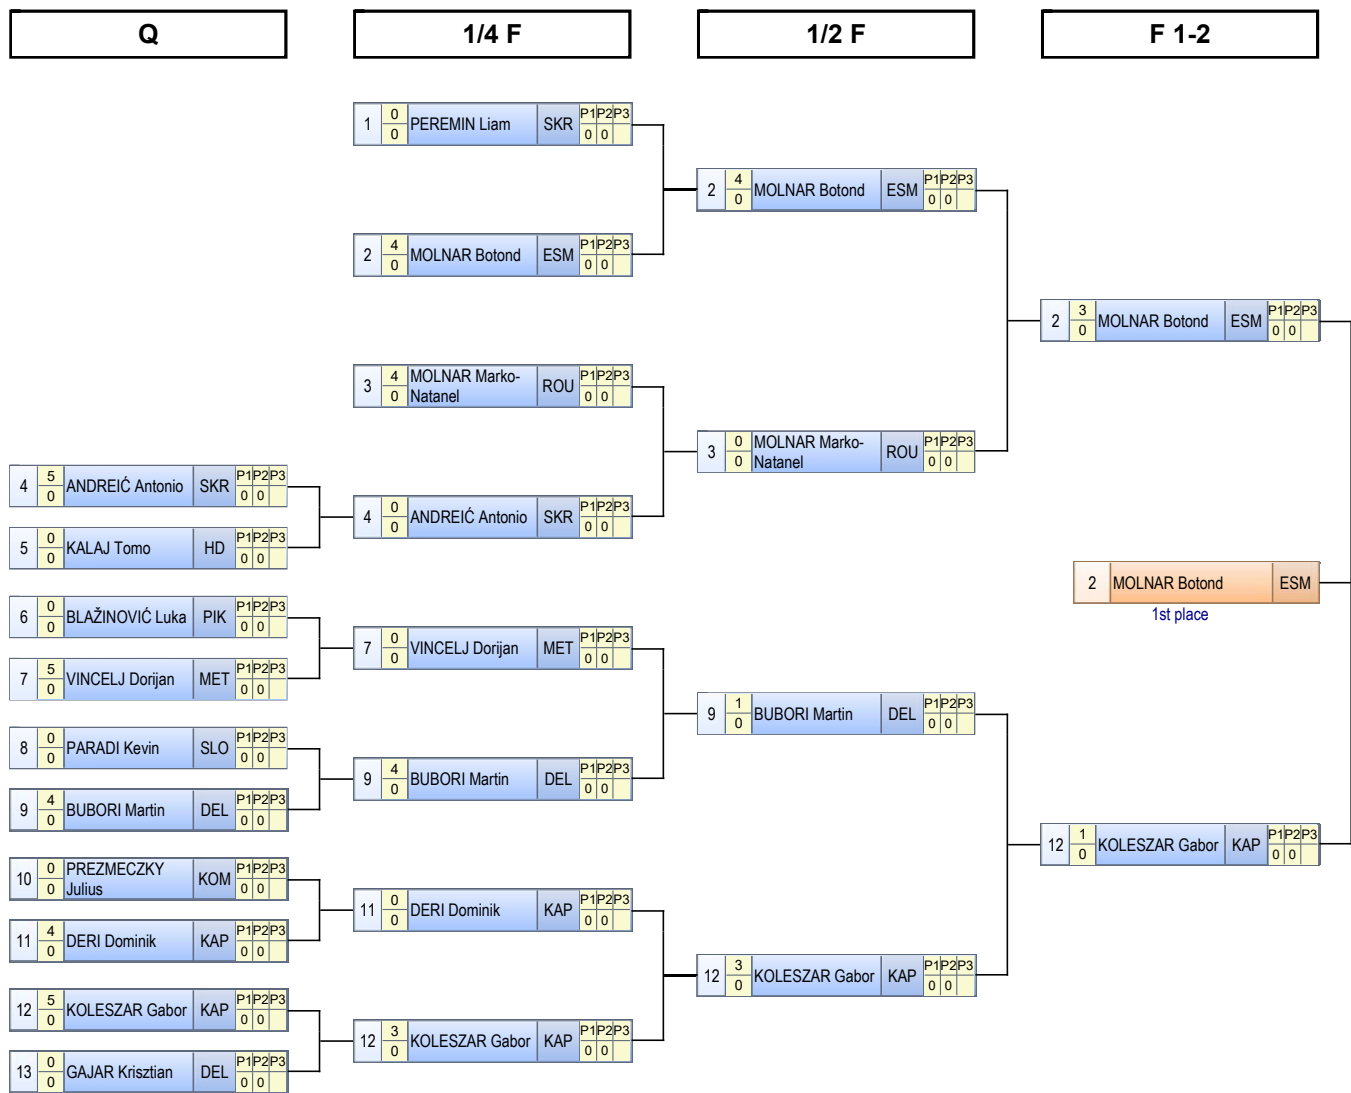 Q
1/4 F
1/2 F
F 1-2
1 0 0 PEREMIN Liam SKR P1 P2 P3 0 0
2 4 0 MOLNAR Botond ESM P1 P2 P3 0 0
2 4 0 MOLNAR Botond ESM P1 P2 P3 0 0
2 3 0 MOLNAR Botond ESM P1 P2 P3 0 0
3 4 0 MOLNAR Marko-
Natanel ROU P1 P2 P3 0 0
3 0 0 MOLNAR Marko-
Natanel ROU P1 P2 P3 0 0
4 5 0 ANDREIĆ Antonio SKR P1 P2 P3 0 0
4 0 0 ANDREIĆ Antonio SKR P1 P2 P3 0 0
5 0 0 KALAJ Tomo HD P1 P2 P3 0 0
2 MOLNAR Botond ESM
1st place
6 0 0 BLAŽINOVIĆ Luka PIK P1 P2 P3 0 0
7 0 0 VINCELJ Dorijan MET P1 P2 P3 0 0
7 5 0 VINCELJ Dorijan MET P1 P2 P3 0 0
9 1 0 BUBORI Martin DEL P1 P2 P3 0 0
8 0 0 PARADI Kevin SLO P1 P2 P3 0 0
9 4 0 BUBORI Martin DEL P1 P2 P3 0 0
9 4 0 BUBORI Martin DEL P1 P2 P3 0 0
12 1 0 KOLESZAR Gabor KAP P1 P2 P3 0 0
10 0 0 PREZMECZKY
Julius KOM P1 P2 P3 0 0
11 0 0 DERI Dominik KAP P1 P2 P3 0 0
11 4 0 DERI Dominik KAP P1 P2 P3 0 0
12 3 0 KOLESZAR Gabor KAP P1 P2 P3 0 0
12 5 0 KOLESZAR Gabor KAP P1 P2 P3 0 0
12 3 0 KOLESZAR Gabor KAP P1 P2 P3 0 0
13 0 0 GAJAR Krisztian DEL P1 P2 P3 0 0